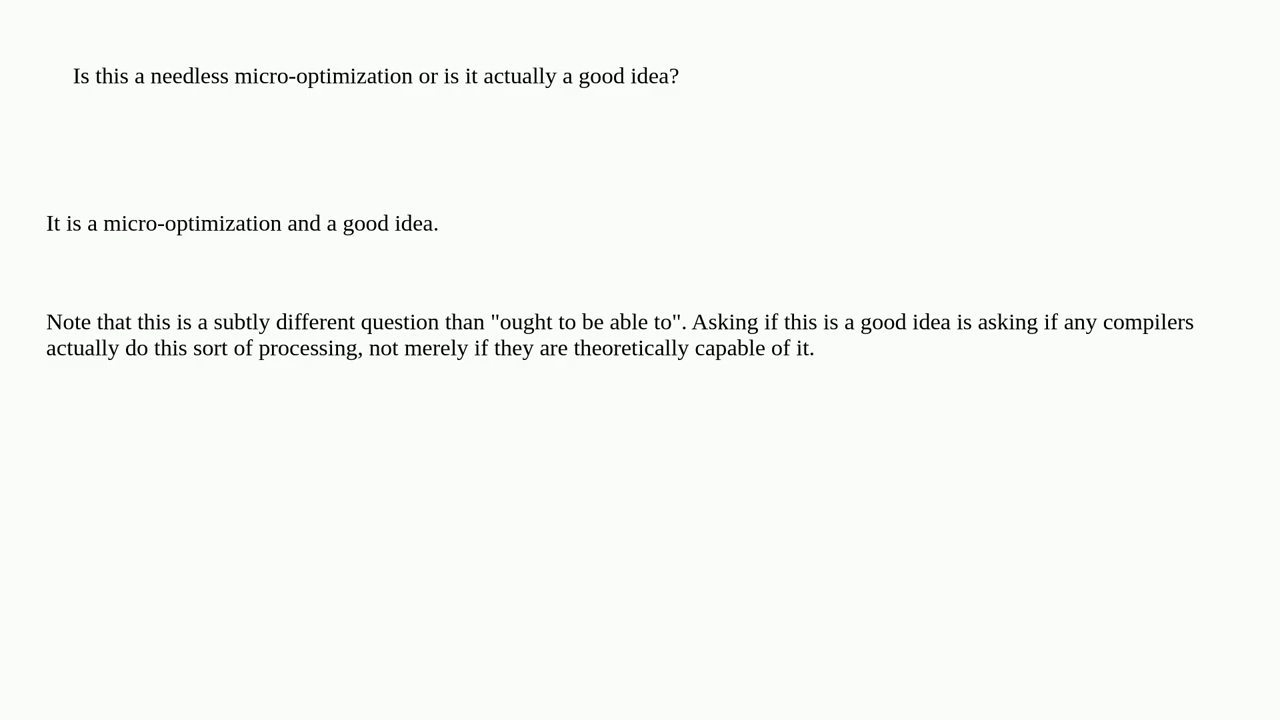 Is this a needless micro-optimization or is it actually a good idea?
It is a micro-optimization and a good idea.
Note that this is a subtly different question than "ought to be able to". Asking if this is a good idea is asking if any compilers
actually do this sort of processing, not merely if they are theoretically capable of it.